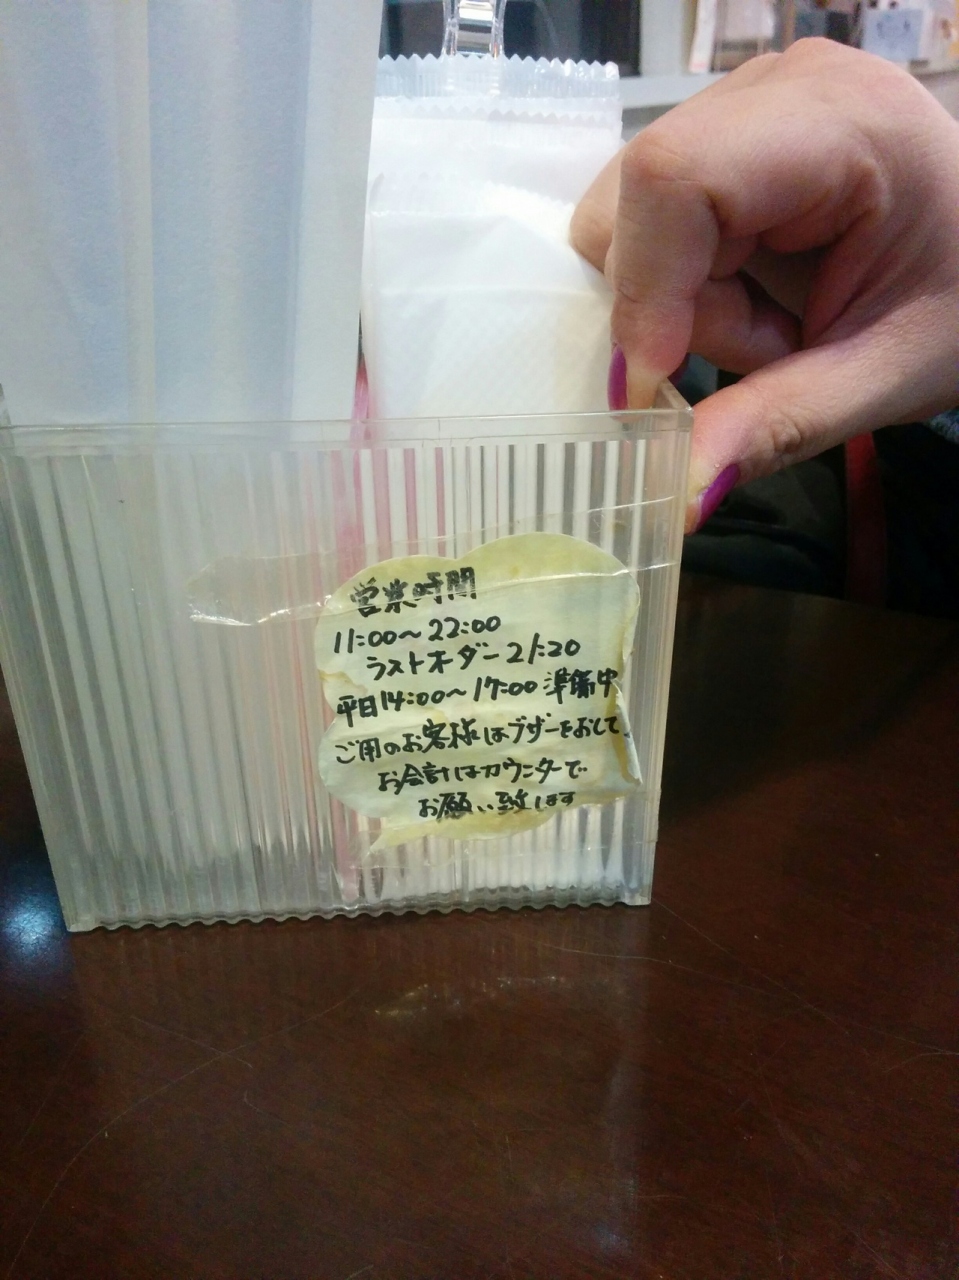 営業時間
11:00～22:00
ラストオーダー21:20
平日14:00～17:00 準備中
ご用のお客様はブザーをおして、
お会計はカウンターで
お願い致します